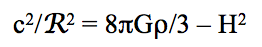 c²/ℛ² = 8πGρ/3 – H²